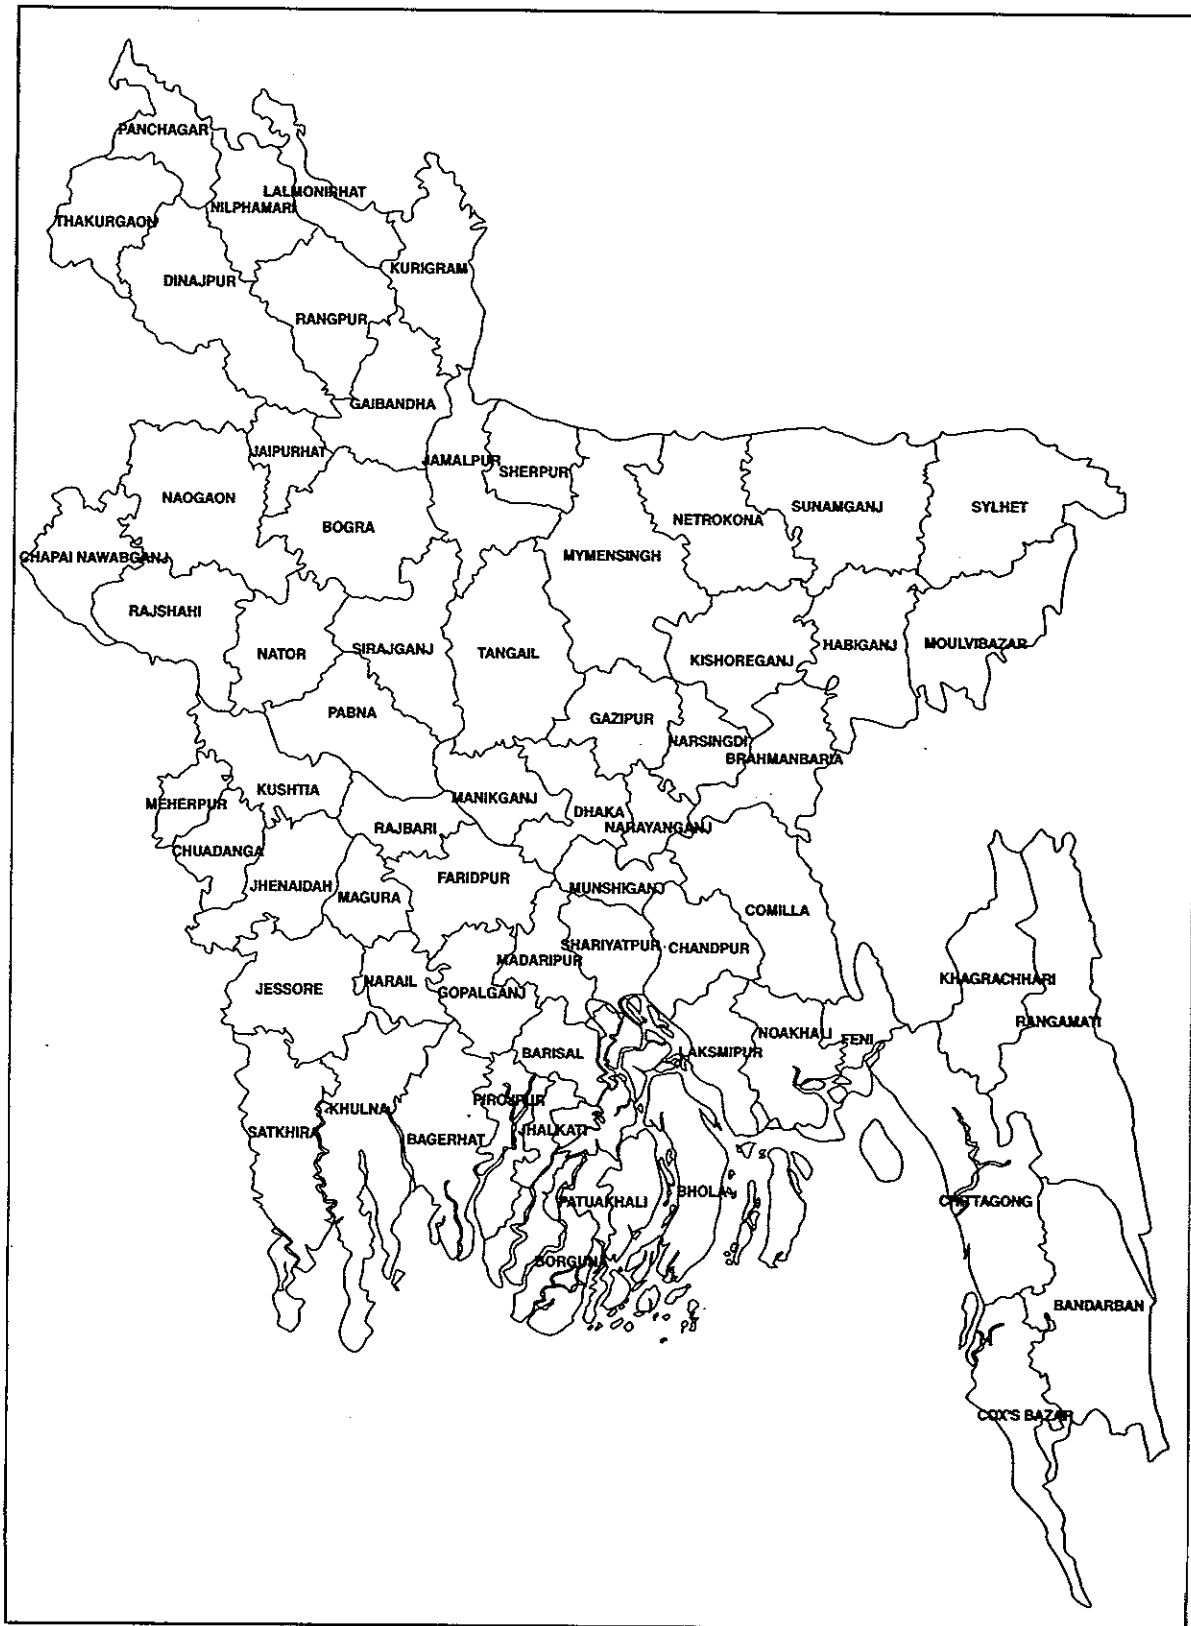 PANCHAGAR
LALMONIRHAT
NILPHAMARI
THAKURGAON
KURIGRAM
DINAJPUR
RANGPUR
GAIBANDHA
JAIPURHAT
JAMALPUR
SHERPUR
NAOGAON
SUNAMGANJ
SYLHET
NETROKONA
BOGRA
CHAPAI NAWABGANJ
MYMENSINGH
RAJSHAHI
HABIGANJ
MOULVIBAZAR
SIRAJGANJ
TANGAIL
NATOR
KISHOREGANJ
PABNA
GAZIPUR
NARSINGDI
BRAHMANBARIA
KUSHTIA
MANIKGANJ
MEHERPUR
DHAKA
RAJBARI
NARAYANGANJ
CHUADANGA
FARIDPUR
JHENAIDAH
MUNSHIGANJ
MAGURA
COMILLA
SHARIYATPUR
CHANDPUR
MADARIPUR
KHAGRACHHARI
NARAIL
JESSORE
GOPALGANJ
RANGAMATI
NOAKHALI
FENI
BARISAL
LAKSMIPUR
PIROJPUR
KHULNA
JHALKATI
SATKHIRA
BAGERHAT
BHOLA
PATUAKHALI
CHITTAGONG
BORGUNA
BANDARBAN
COX'S BAZAR